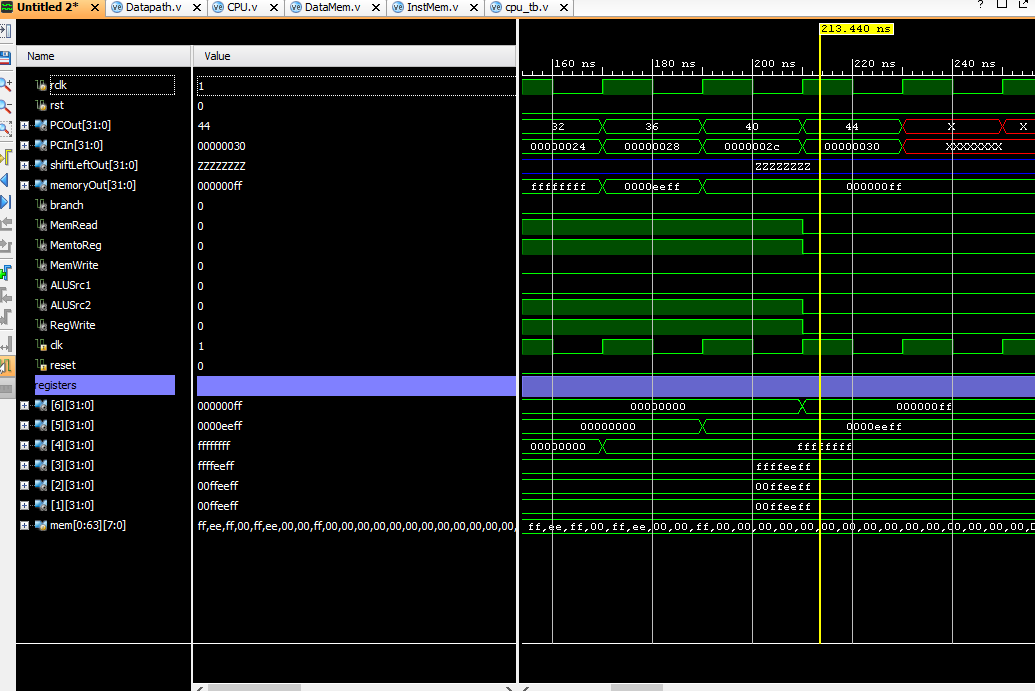 Untitled 2* Datapath.v CPU.v DataMem.v InstMem.v cpu_tb.v ?
213.440 ns
Name Value
160 ns 180 ns 200 ns 220 ns 240 ns
rclk 1
rst 0
PCOut[31:0] 44 32 36 40 44 X X
PCIn[31:0] 00000030 00000024 00000028 0000002c 00000030 XXXXXXXX
shiftLeftOut[31:0] ZZZZZZZZ ZZZZZZZZ
memoryOut[31:0] 000000ff ffffffff 0000eeff 000000ff
branch 0
MemRead 0
MemtoReg 0
MemWrite 0
ALUSrc1 0
ALUSrc2 0
RegWrite 0
clk 1
reset 0
registers
[6][31:0] 000000ff 00000000 000000ff
[5][31:0] 0000eeff 00000000 0000eeff
[4][31:0] ffffffff 00000000 ffffffff
[3][31:0] ffffeeff ffffeeff
[2][31:0] 00ffeeff 00ffeeff
[1][31:0] 00ffeeff 00ffeeff
mem[0:63][7:0] ff,ee,ff,00,ff,ee,00,00,ff,00,00,00,00,00,00,00,00,00,00,00, ff,ee,ff,00,ff,ee,00,00,ff,00,00,00,00,00,00,00,00,00,00,00,00,00,00,00,00,0